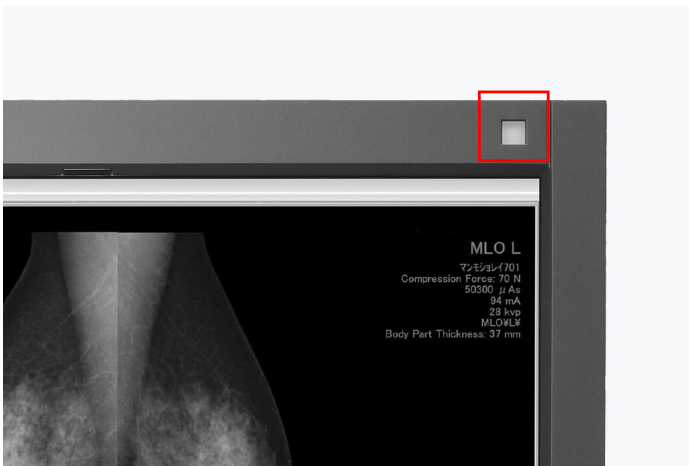 MLO L
マンモショレイ701
Compression Force: 70 N
50300 μAs
94 mA
28 kvp
MLO¥L¥
Body Part Thickness: 37 mm